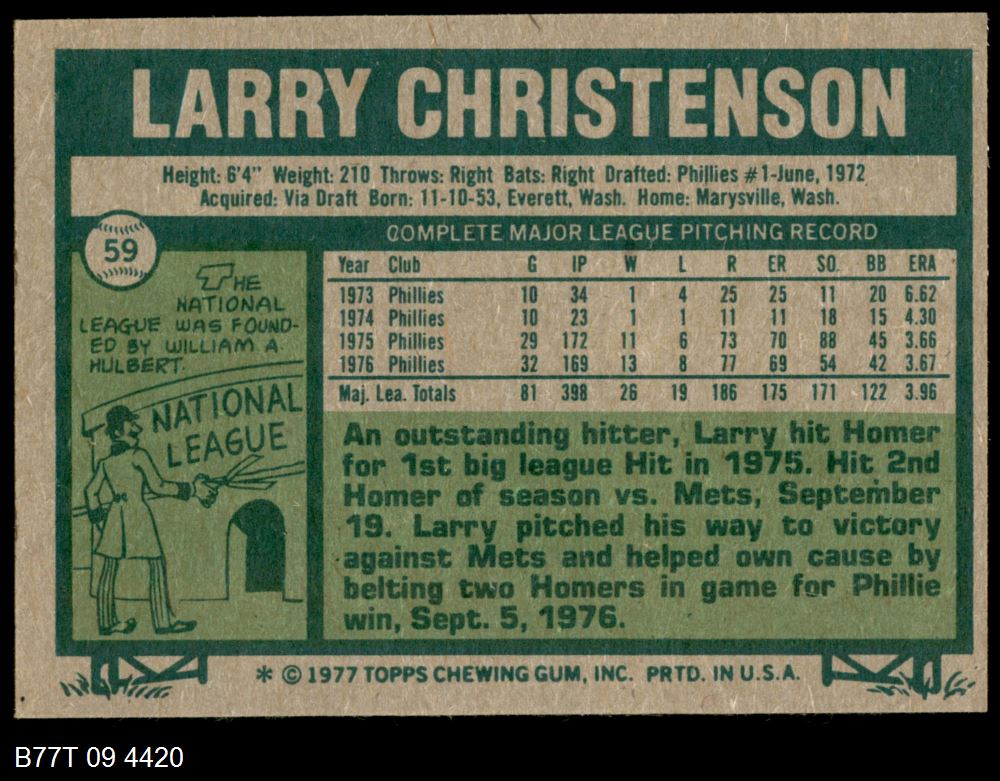 LARRY CHRISTENSON
Height: 6'4" Weight: 210 Throws: Right Bats: Right Drafted: Phillies #1-June, 1972
Acquired: Via Draft Born: 11-10-53, Everett, Wash. Home: Marysville, Wash.
59
THE
NATIONAL
LEAGUE WAS FOUND-
ED BY WILLIAM A.
HULBERT.
NATIONAL
LEAGUE
COMPLETE MAJOR LEAGUE PITCHING RECORD
Year Club G IP W L R ER SO. BB ERA
1973 Phillies 10 34 1 4 25 25 11 20 6.62
1974 Phillies 10 23 1 1 11 11 18 15 4.30
1975 Phillies 29 172 11 6 73 70 88 45 3.66
1976 Phillies 32 169 13 8 77 69 54 42 3.67
Maj. Lea. Totals 81 398 26 19 186 175 171 122 3.96
An outstanding hitter, Larry hit Homer
for 1st big league Hit in 1975. Hit 2nd
Homer of season vs. Mets, September
19. Larry pitched his way to victory
against Mets and helped own cause by
belting two Homers in game for Phillie
win, Sept. 5, 1976.
* © 1977 TOPPS CHEWING GUM, INC. PRTD. IN U.S.A.
B77T 09 4420